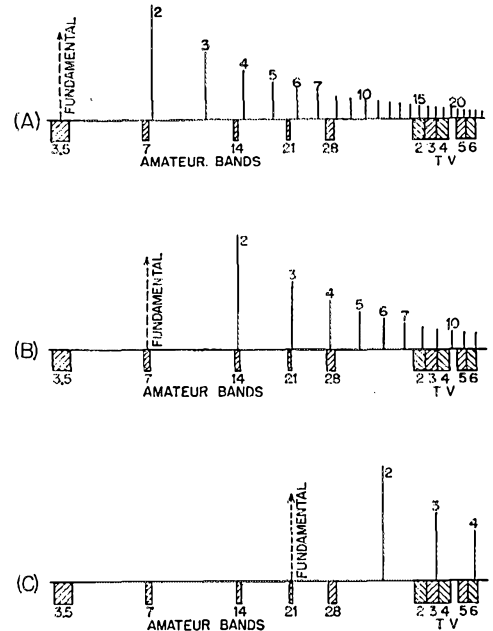 FUNDAMENTAL
2
3
4
5
6
7
10
15
20
(A)
3.5 7 14 21 28 2 3 4 5 6
AMATEUR. BANDS T V
FUNDAMENTAL
2
3
4
5
6
7
10
(B)
3.5 7 14 21 28 2 3 4 5 6
AMATEUR BANDS T V
FUNDAMENTAL
2
3
4
(C)
3.5 7 14 21 28 2 3 4 5 6
AMATEUR BANDS T V